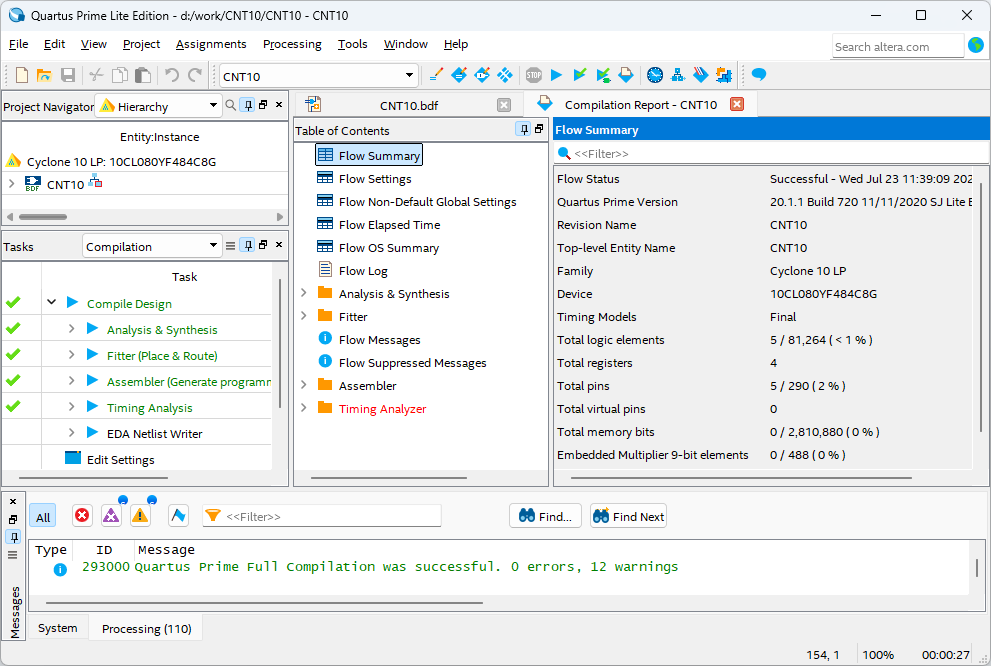 Quartus Prime Lite Edition - d:/work/CNT10/CNT10 - CNT10
File Edit View Project Assignments Processing Tools Window Help
Search altera.com
CNT10
STOP
Project Navigator Hierarchy
Entity:Instance
Cyclone 10 LP: 10CL080YF484C8G
BDF CNT10
Tasks Compilation
Task
Compile Design
Analysis & Synthesis
Fitter (Place & Route)
Assembler (Generate programm
Timing Analysis
EDA Netlist Writer
Edit Settings
CNT10.bdf
Compilation Report - CNT10
Table of Contents
Flow Summary
Flow Settings
Flow Non-Default Global Settings
Flow Elapsed Time
Flow OS Summary
Flow Log
Analysis & Synthesis
Fitter
Flow Messages
Flow Suppressed Messages
Assembler
Timing Analyzer
Flow Summary
<<Filter>>
Flow Status Successful - Wed Jul 23 11:39:09 202
Quartus Prime Version 20.1.1 Build 720 11/11/2020 SJ Lite E
Revision Name CNT10
Top-level Entity Name CNT10
Family Cyclone 10 LP
Device 10CL080YF484C8G
Timing Models Final
Total logic elements 5 / 81,264 ( < 1 % )
Total registers 4
Total pins 5 / 290 ( 2 % )
Total virtual pins 0
Total memory bits 0 / 2,810,880 ( 0 % )
Embedded Multiplier 9-bit elements 0 / 488 ( 0 % )
Messages
All <<Filter>> Find... Find Next
Type ID Message
293000 Quartus Prime Full Compilation was successful. 0 errors, 12 warnings
System Processing (110)
154, 1 100% 00:00:27